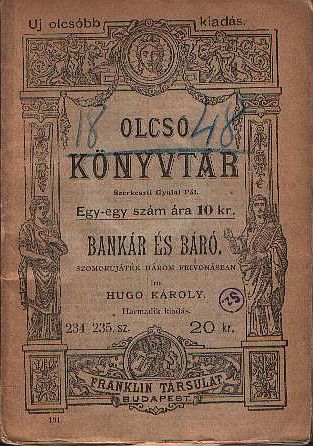 Uj olcsóbb kiadás.
18 48
OLCSÓ
KÖNYVTÁR
Szerkeszti Gyulai Pál.
Egy-egy szám ára 10 kr.
BANKÁR ÉS BÁRÓ.
SZOMORUJÁTÉK HÁROM FELVONÁSBAN
IRTA
HUGO KÁROLY.
Harmadik kiadás.
234–235. sz. 20 kr.
FRANKLIN TÁRSULAT
BUDAPEST.
191